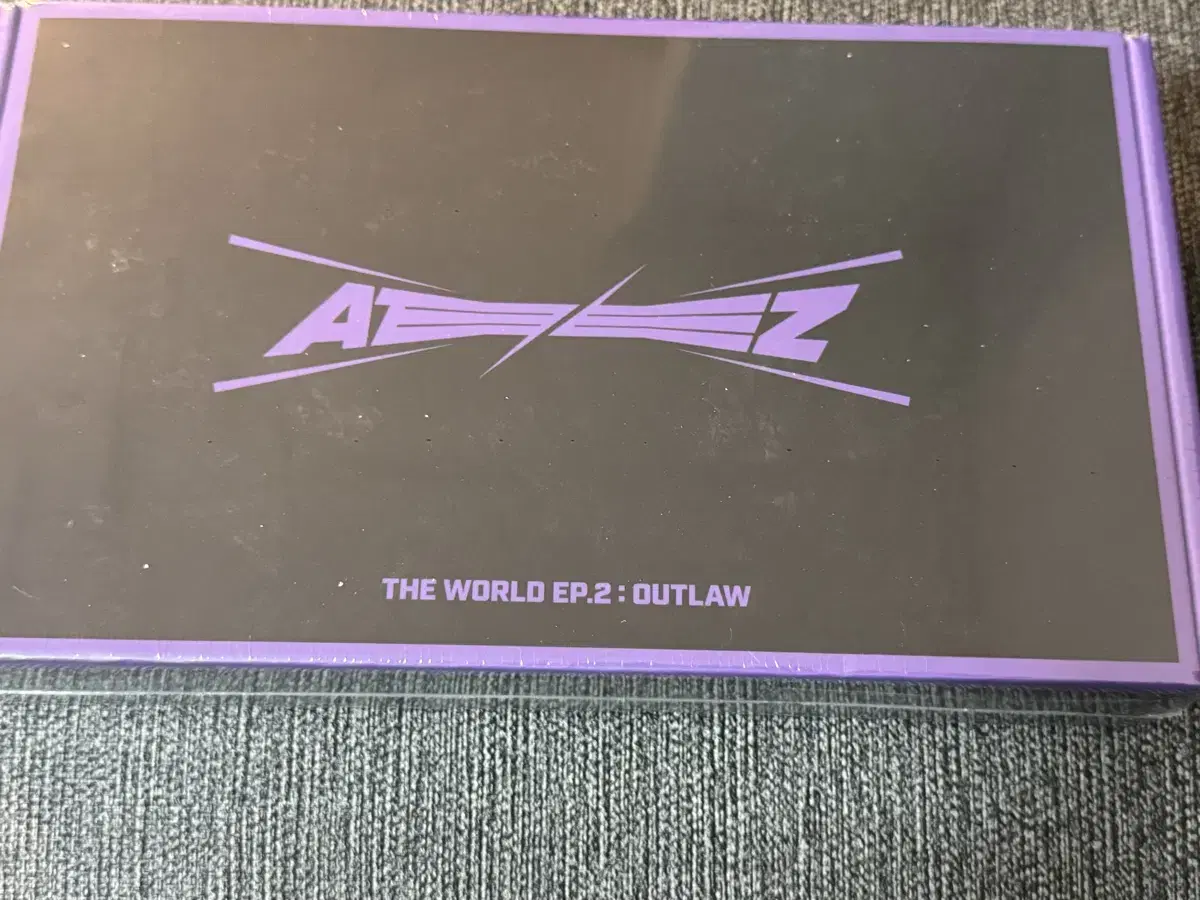 ATEEZ
THE WORLD EP.2 : OUTLAW